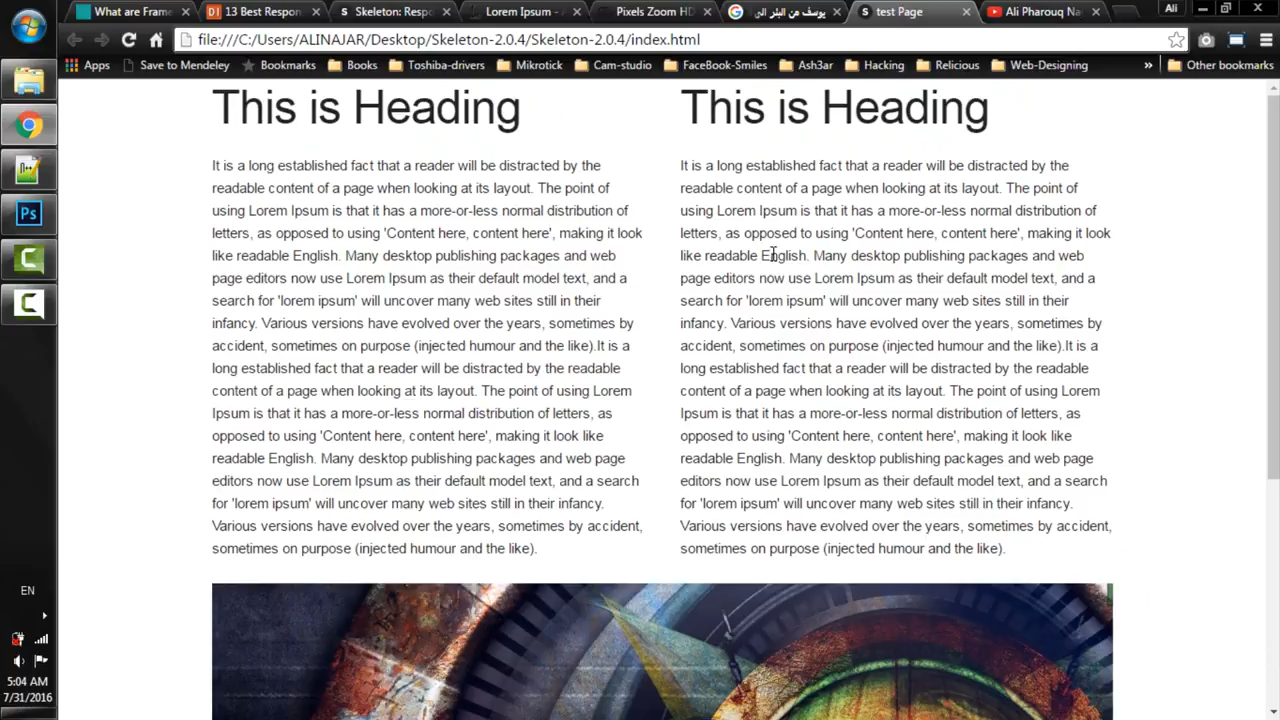 What are Frame
13 Best Respon
Skeleton: Respo
Lorem Ipsum -
Pixels Zoom HD
يوسف من البئر الى
test Page
Ali Pharouq Na
Ali
file:///C:/Users/ALINAJAR/Desktop/Skeleton-2.0.4/Skeleton-2.0.4/index.html
Apps
Save to Mendeley
Bookmarks
Books
Toshiba-drivers
Mikrotick
Cam-studio
FaceBook-Smiles
Ash3ar
Hacking
Relicious
Web-Designing
»
Other bookmarks
This is Heading
It is a long established fact that a reader will be distracted by the
readable content of a page when looking at its layout. The point of
using Lorem Ipsum is that it has a more-or-less normal distribution of
letters, as opposed to using 'Content here, content here', making it look
like readable English. Many desktop publishing packages and web
page editors now use Lorem Ipsum as their default model text, and a
search for 'lorem ipsum' will uncover many web sites still in their
infancy. Various versions have evolved over the years, sometimes by
accident, sometimes on purpose (injected humour and the like).It is a
long established fact that a reader will be distracted by the readable
content of a page when looking at its layout. The point of using Lorem
Ipsum is that it has a more-or-less normal distribution of letters, as
opposed to using 'Content here, content here', making it look like
readable English. Many desktop publishing packages and web page
editors now use Lorem Ipsum as their default model text, and a search
for 'lorem ipsum' will uncover many web sites still in their infancy.
Various versions have evolved over the years, sometimes by accident,
sometimes on purpose (injected humour and the like).
This is Heading
It is a long established fact that a reader will be distracted by the
readable content of a page when looking at its layout. The point of
using Lorem Ipsum is that it has a more-or-less normal distribution of
letters, as opposed to using 'Content here, content here', making it look
like readable English. Many desktop publishing packages and web
page editors now use Lorem Ipsum as their default model text, and a
search for 'lorem ipsum' will uncover many web sites still in their
infancy. Various versions have evolved over the years, sometimes by
accident, sometimes on purpose (injected humour and the like).It is a
long established fact that a reader will be distracted by the readable
content of a page when looking at its layout. The point of using Lorem
Ipsum is that it has a more-or-less normal distribution of letters, as
opposed to using 'Content here, content here', making it look like
readable English. Many desktop publishing packages and web page
editors now use Lorem Ipsum as their default model text, and a search
for 'lorem ipsum' will uncover many web sites still in their infancy.
Various versions have evolved over the years, sometimes by accident,
sometimes on purpose (injected humour and the like).
Ps
EN
5:04 AM
7/31/2016